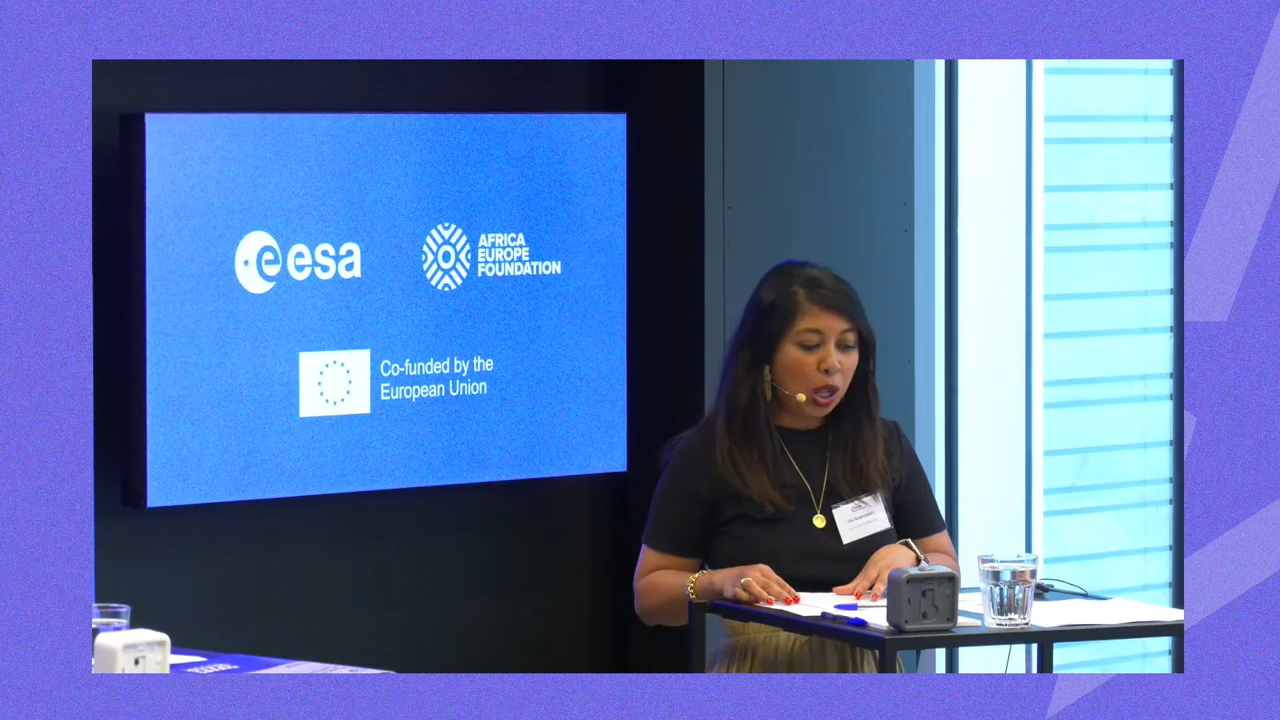 esa
AFRICA
EUROPE
FOUNDATION
Co-funded by the
European Union